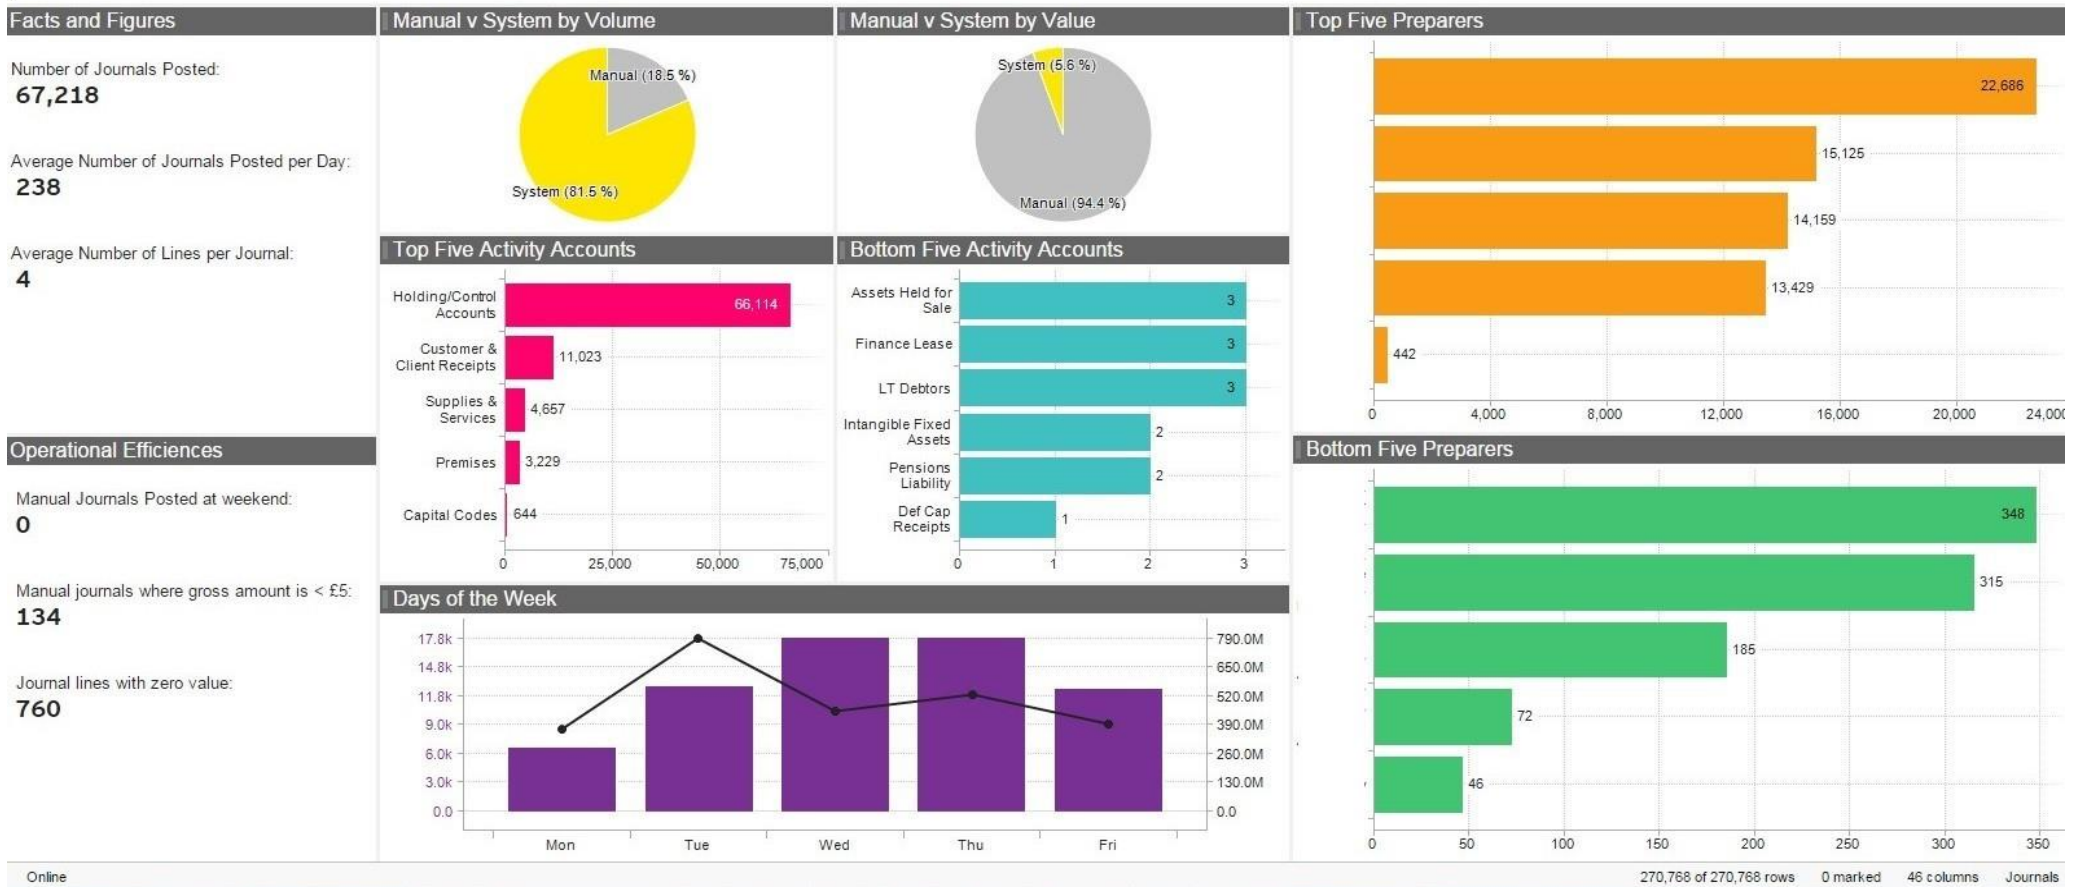 Facts and Figures
Number of Journals Posted:
67,218
Average Number of Journals Posted per Day:
238
Average Number of Lines per Journal:
4
Operational Efficiences
Manual Journals Posted at weekend:
0
Manual journals where gross amount is < £5:
134
Journal lines with zero value:
760
Manual v System by Volume
Manual (18.5 %)
System (81.5 %)
Manual v System by Value
System (5.6 %)
Manual (94.4 %)
Top Five Activity Accounts
Holding/Control
Accounts
66,114
Customer &
Client Receipts
11,023
Supplies &
Services
4,657
Premises
3,229
Capital Codes
644
0 25,000 50,000 75,000
Bottom Five Activity Accounts
Assets Held for
Sale
3
Finance Lease
3
LT Debtors
3
Intangible Fixed
Assets
2
Pensions
Liability
2
Def Cap
Receipts
1
0 1 2 3
Days of the Week
17.8k 790.0M
14.8k 650.0M
11.8k 520.0M
9.0k 390.0M
6.0k 260.0M
3.0k 130.0M
0.0 0.0
Mon Tue Wed Thu Fri
Top Five Preparers
22,686
15,125
14,159
13,429
442
0 4,000 8,000 12,000 16,000 20,000 24,000
Bottom Five Preparers
348
315
185
72
46
0 50 100 150 200 250 300 350
Online 270,768 of 270,768 rows 0 marked 46 columns Journals